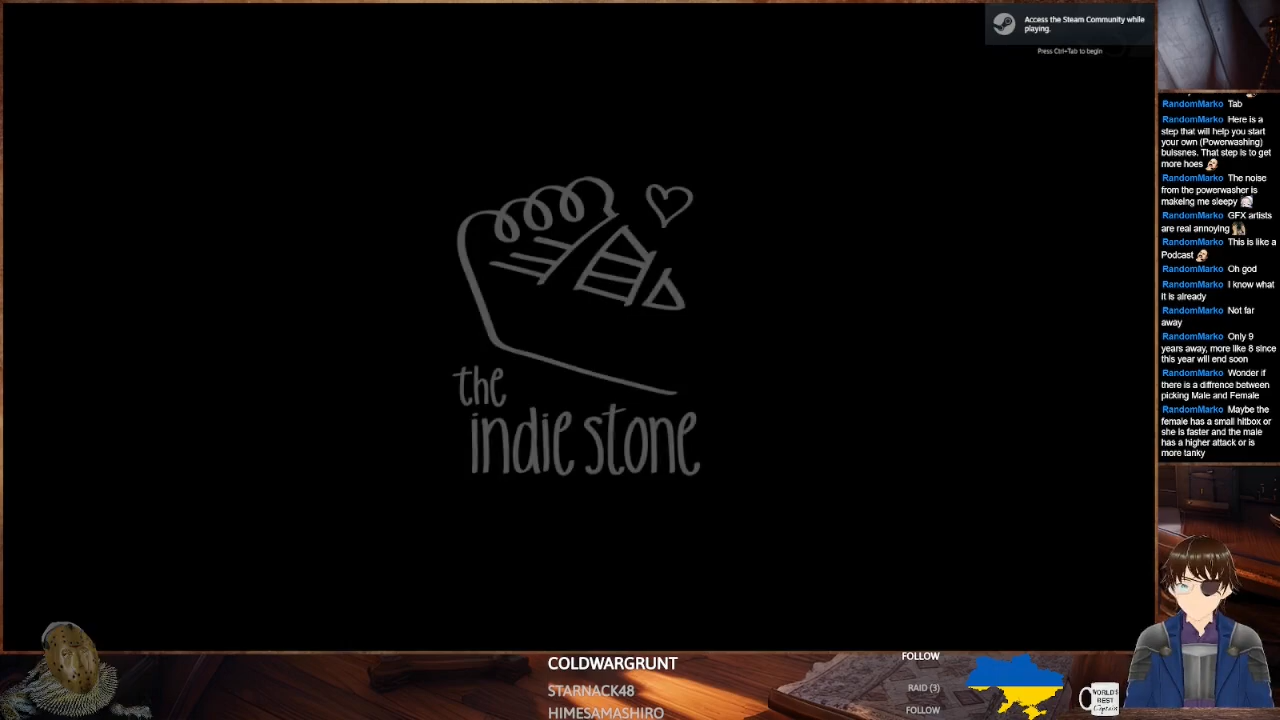 Access the Steam Community while
playing.
Press Ctrl+Tab to begin
the
indie stone
RandomMarko Tab
RandomMarko Here is a
step that will help you start
your own (Powerwashing)
bulssnes. That step is to get
more hoes
RandomMarko The noise
from the powerwasher is
makeing me sleepy
RandomMarko GFX artists
are real annoying
RandomMarko This is like a
Podcast
RandomMarko Oh god
RandomMarko I know what
it is already
RandomMarko Not far
away
RandomMarko Only 9
years away, more like 8 since
this year will end soon
RandomMarko Wonder if
there is a diffrence between
picking Male and Female
RandomMarko Maybe the
female has a small hitbox or
she is faster and the male
has a higher attack or is
more tanky
COLDWARGRUNT
FOLLOW
STARNACK48
RAID (3)
HIMESAMASHIRO
FOLLOW
WORLD'S
BEST
Captain